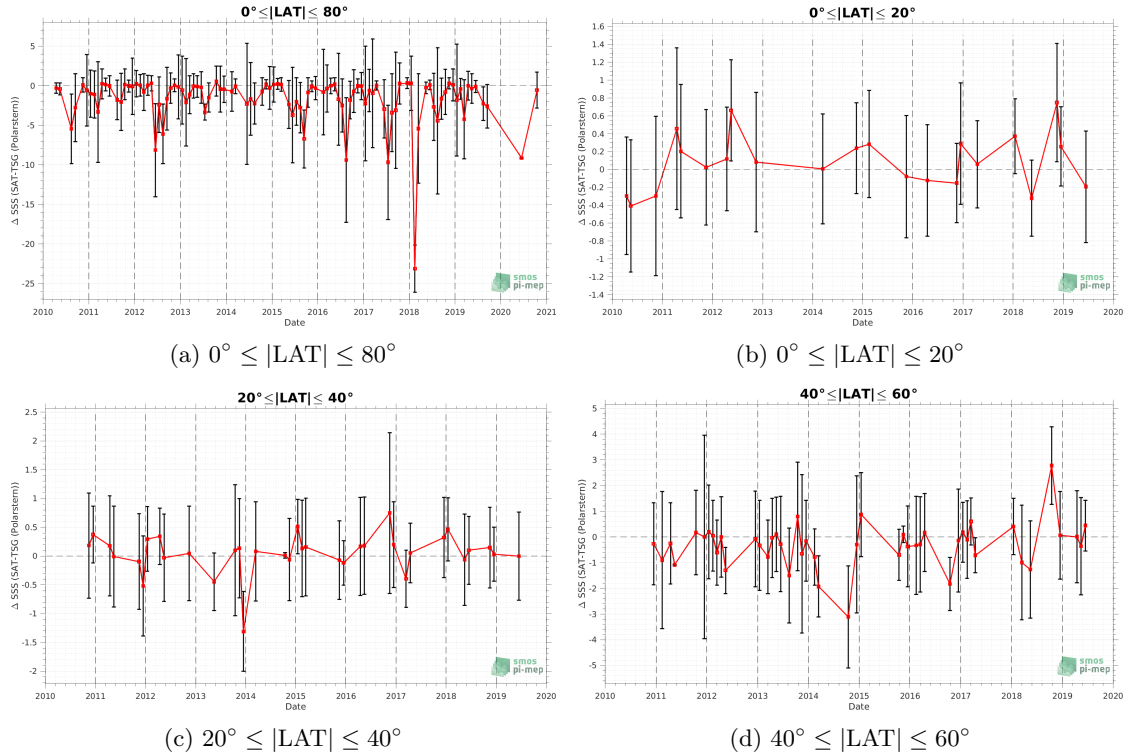 0°≤|LAT|≤ 80°
Δ SSS (SAT-TSG (Polarstern))
5
0
-5
-10
-15
-20
-25
2010 2011 2012 2013 2014 2015 2016 2017 2018 2019 2020 2021
Date
smos
pi-mep
(a) 0° ≤ |LAT| ≤ 80°
0°≤|LAT|≤ 20°
Δ SSS (SAT-TSG (Polarstern))
1.6
1.4
1.2
1
0.8
0.6
0.4
0.2
0
-0.2
-0.4
-0.6
-0.8
-1
-1.2
-1.4
2010 2011 2012 2013 2014 2015 2016 2017 2018 2019 2020
Date
smos
pi-mep
(b) 0° ≤ |LAT| ≤ 20°
20°≤|LAT|≤ 40°
Δ SSS (SAT-TSG (Polarstern))
2.5
2
1.5
1
0.5
0
-0.5
-1
-1.5
-2
2010 2011 2012 2013 2014 2015 2016 2017 2018 2019 2020
Date
smos
pi-mep
(c) 20° ≤ |LAT| ≤ 40°
40°≤|LAT|≤ 60°
Δ SSS (SAT-TSG (Polarstern))
5
4
3
2
1
0
-1
-2
-3
-4
-5
2010 2011 2012 2013 2014 2015 2016 2017 2018 2019 2020
Date
smos
pi-mep
(d) 40° ≤ |LAT| ≤ 60°